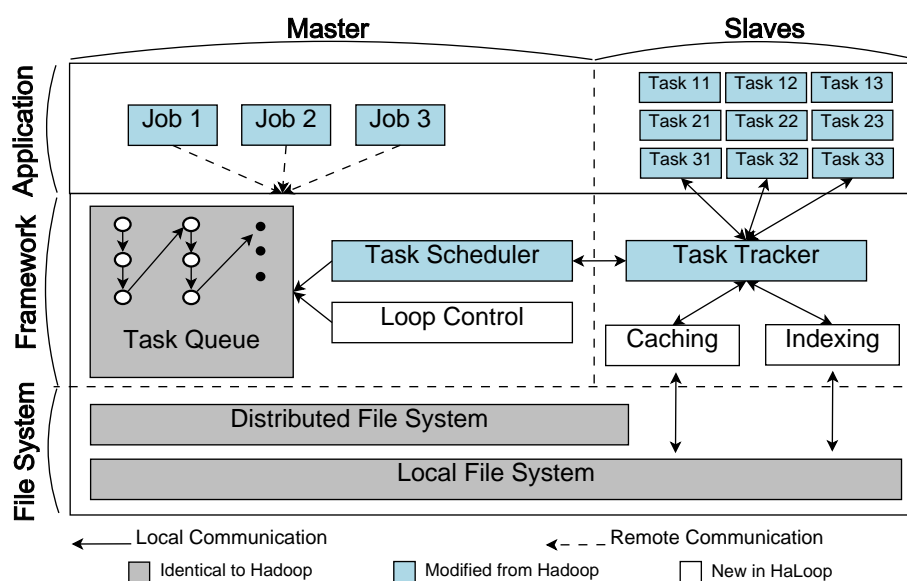 Master
Slaves
Application
Job 1
Job 2
Job 3
Task 11
Task 12
Task 13
Task 21
Task 22
Task 23
Task 31
Task 32
Task 33
Framework
Task Queue
Task Scheduler
Loop Control
Task Tracker
Caching
Indexing
File System
Distributed File System
Local File System
Local Communication
Remote Communication
Identical to Hadoop
Modified from Hadoop
New in HaLoop